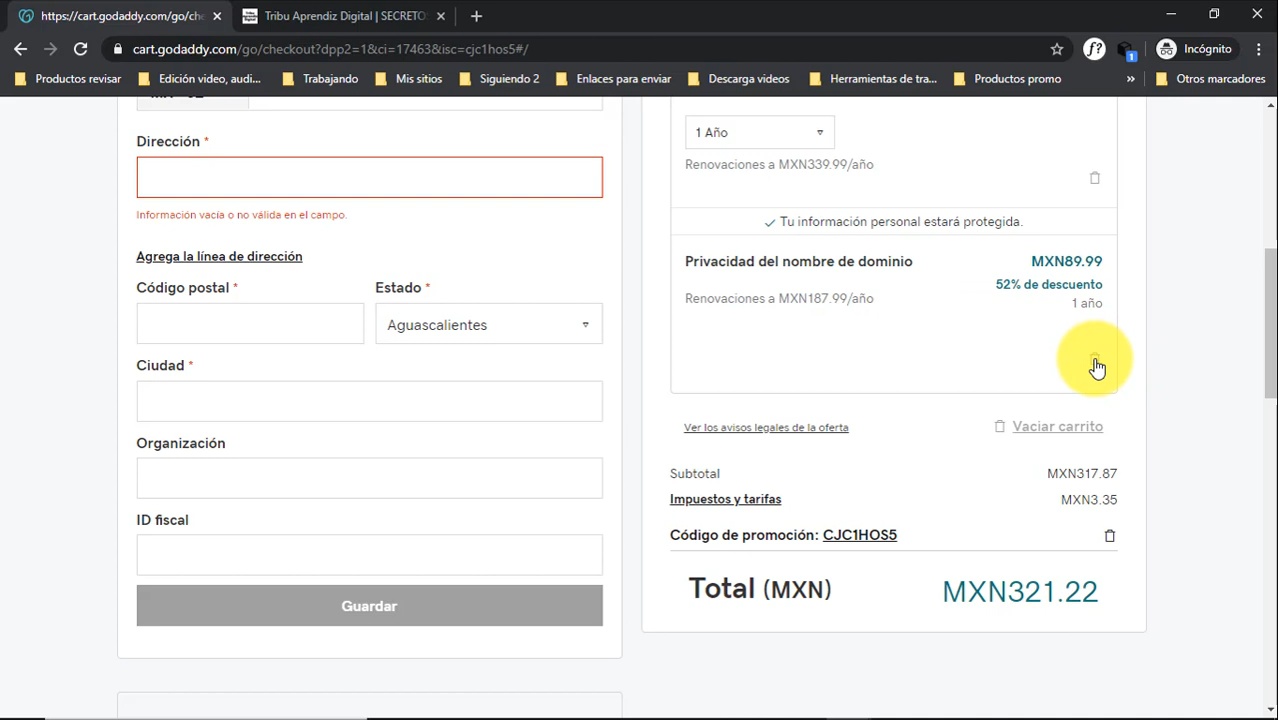 https://cart.godaddy.com/go/che
Tribu Aprendiz Digital | SECRETO
cart.godaddy.com/go/checkout?dpp2=1&ci=17463&isc=cjc1hos5#/
f?
1
Incógnito
Productos revisar
Edición video, audi...
Trabajando
Mis sitios
Siguiendo 2
Enlaces para enviar
Descarga videos
Herramientas de tra...
Productos promo
»
Otros marcadores
Dirección *
Información vacía o no válida en el campo.
Agrega la línea de dirección
Código postal *
Estado *
Aguascalientes
Ciudad *
Organización
ID fiscal
Guardar
1 Año
Renovaciones a MXN339.99/año
Tu información personal estará protegida.
Privacidad del nombre de dominio
MXN89.99
52% de descuento
Renovaciones a MXN187.99/año
1 año
Ver los avisos legales de la oferta
Vaciar carrito
Subtotal
MXN317.87
Impuestos y tarifas
MXN3.35
Código de promoción: CJC1HOS5
Total (MXN)
MXN321.22